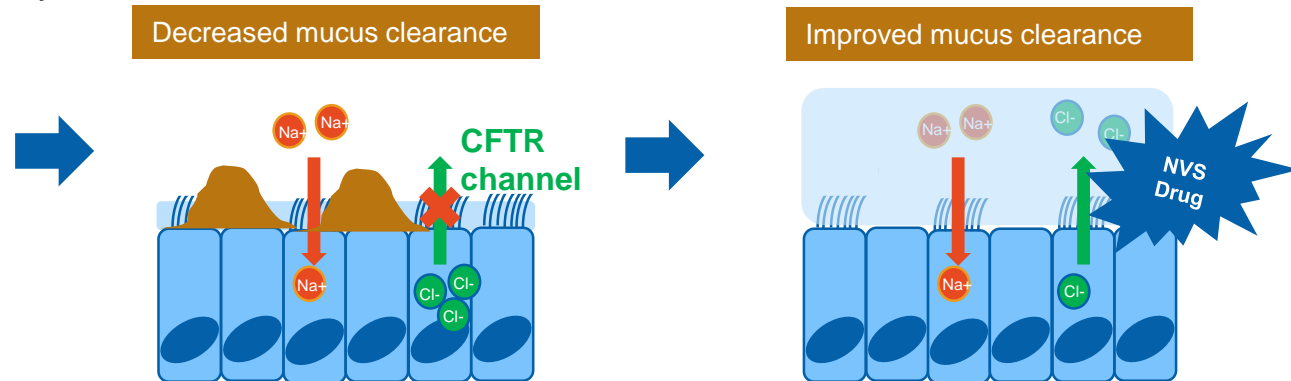 Decreased mucus clearance
Improved mucus clearance
Na+
Na+
CFTR
channel
Na+
Cl-
Cl-
Cl-
Na+
Na+
Cl-
Cl-
NVS
Drug
Na+
Cl-